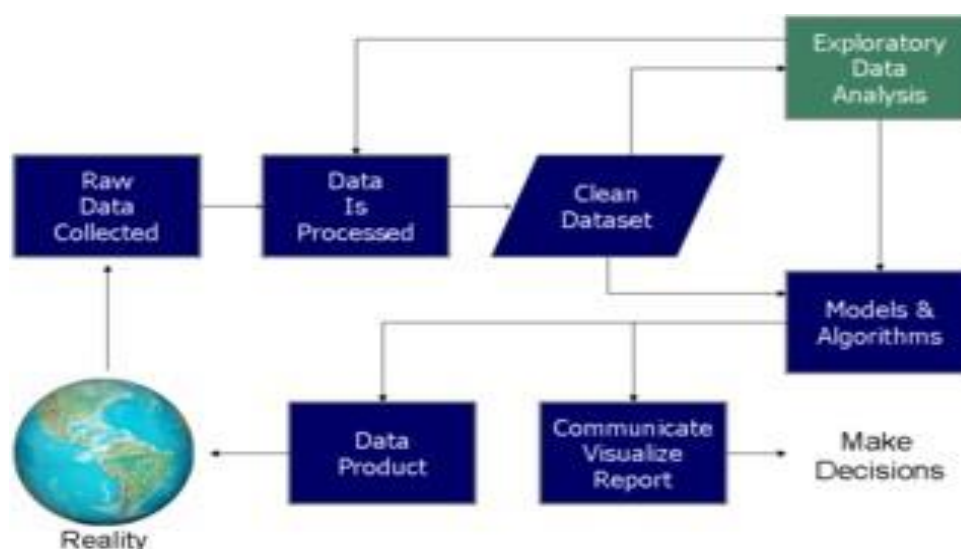 Exploratory
Data
Analysis
Raw
Data
Collected
Data
Is
Processed
Clean
Dataset
Models &
Algorithms
Data
Product
Communicate
Visualize
Report
Make
Decisions
Reality